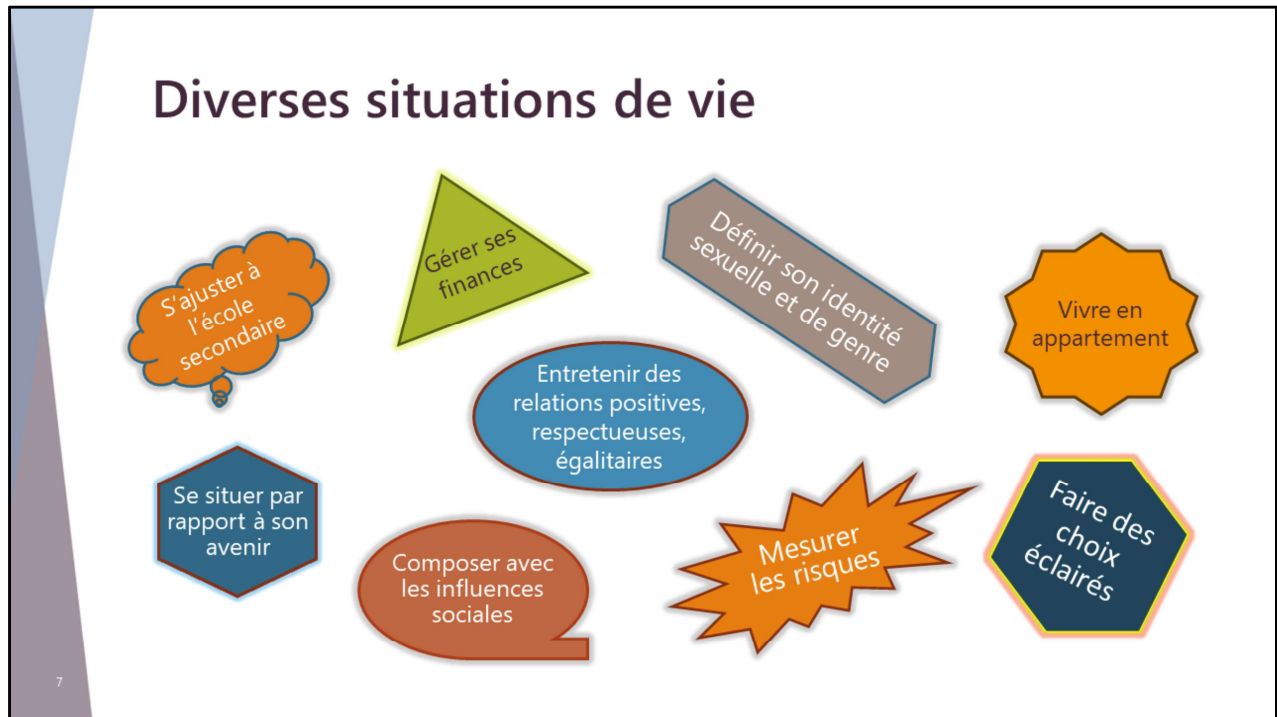 Diverses situations de vie
S'ajuster à
l'école
secondaire
Gérer ses
finances
Définir son identité
sexuelle et de genre
Vivre en
appartement
Entretenir des
relations positives,
respectueuses,
égalitaires
Se situer par
rapport à son
avenir
Composer avec
les influences
sociales
Mesurer
les risques
Faire des
choix
éclairés
7